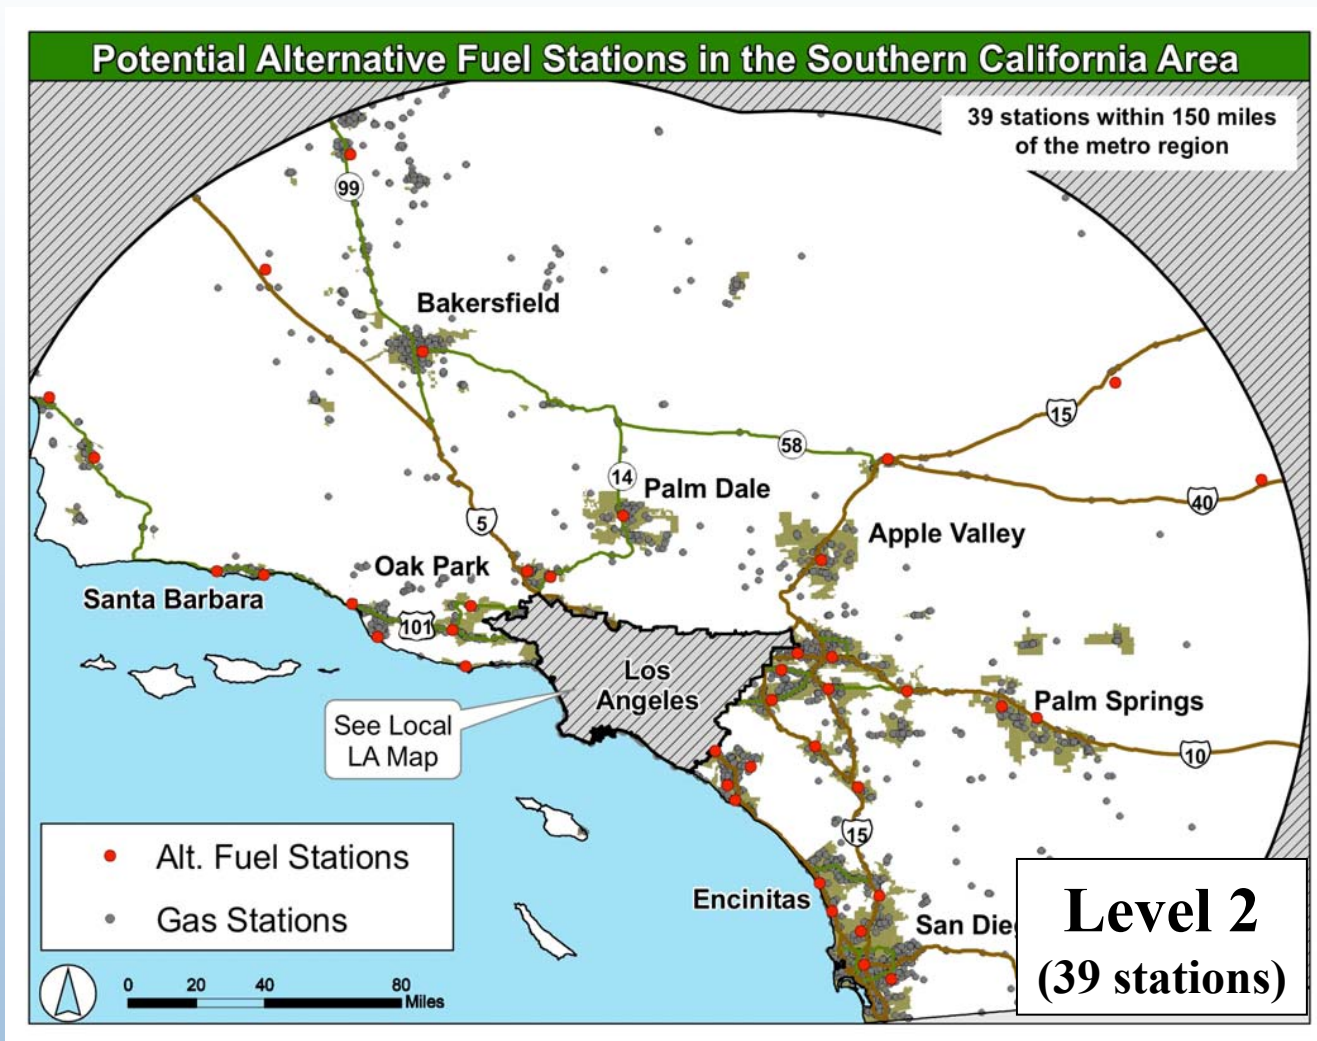 Potential Alternative Fuel Stations in the Southern California Area
39 stations within 150 miles
of the metro region
99
Bakersfield
15
58
14
Palm Dale
40
5
Apple Valley
Oak Park
Santa Barbara
101
Los
Angeles
Palm Springs
See Local
LA Map
10
15
Alt. Fuel Stations
Gas Stations
Encinitas
San Dieg
Level 2
(39 stations)
0 20 40 80
Miles